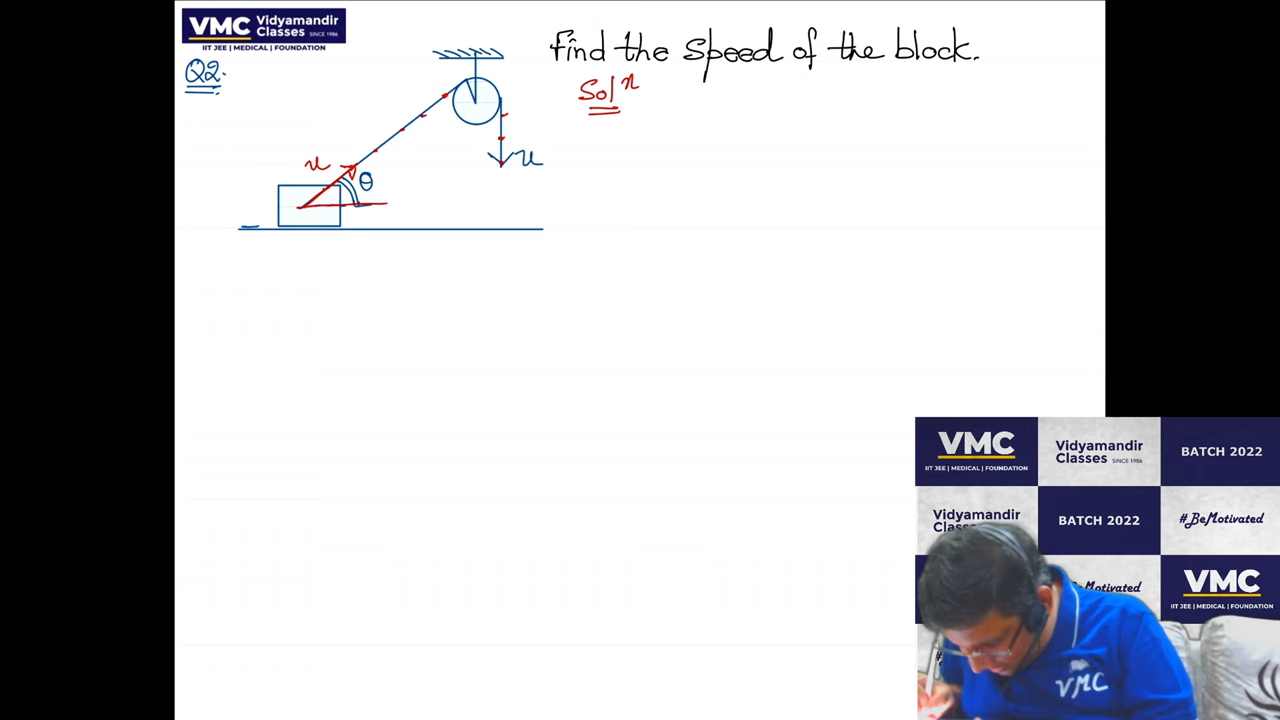 VMC Vidyamandir Classes SINCE 1986
IIT JEE | MEDICAL | FOUNDATION
Q2.
Find the speed of the block.
Solⁿ
u
θ
u
VMC
IIT JEE | MEDICAL | FOUNDATION
Vidyamandir Classes SINCE 1986
BATCH 2022
Vidyamandir
BATCH 2022
#BeMotivated
VMC
IIT JEE | MEDICAL | FOUNDATION
VMC